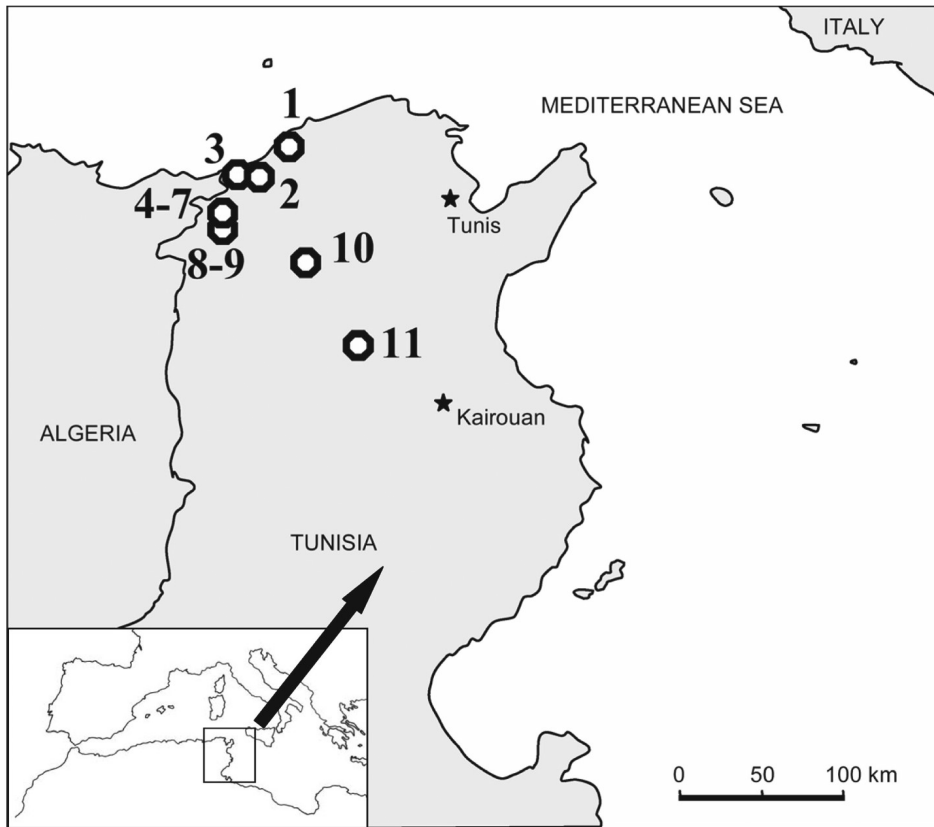 ITALY
MEDITERRANEAN SEA
1
3
2
4-7
Tunis
8-9
10
11
Kairouan
ALGERIA
TUNISIA
0 50 100 km